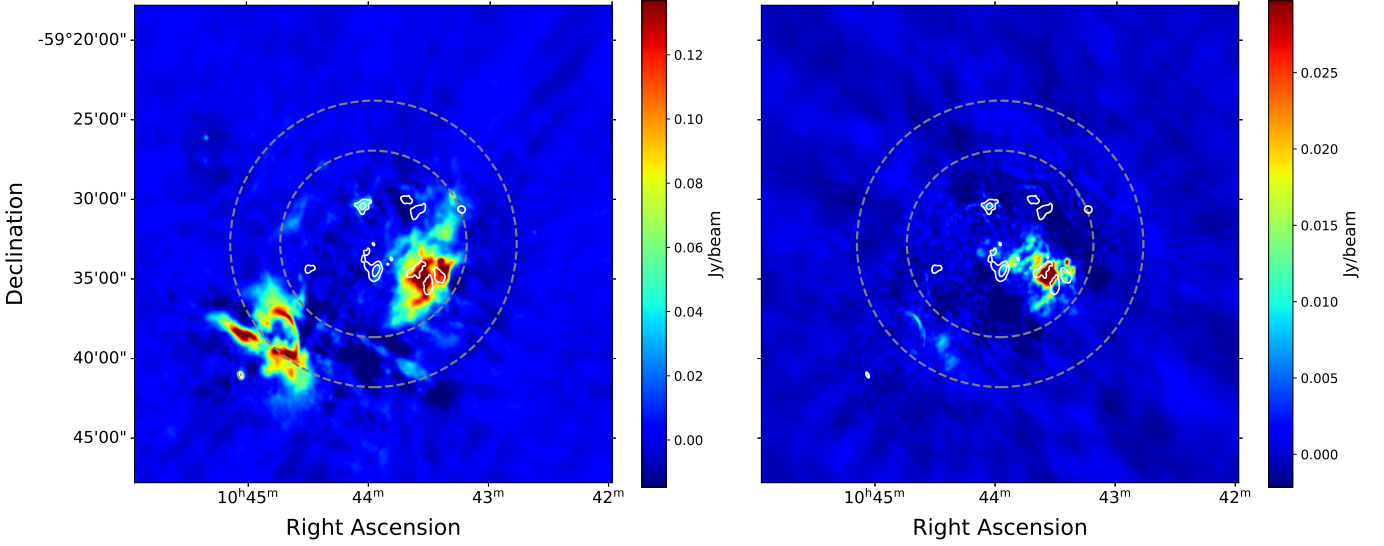 -59°20'00"
25'00"
30'00"
35'00"
40'00"
45'00"
Declination
10ʰ45ᵐ
44ᵐ
43ᵐ
42ᵐ
Right Ascension
0.12
0.10
0.08
0.06
0.04
0.02
0.00
Jy/beam
10ʰ45ᵐ
44ᵐ
43ᵐ
42ᵐ
Right Ascension
0.025
0.020
0.015
0.010
0.005
0.000
Jy/beam